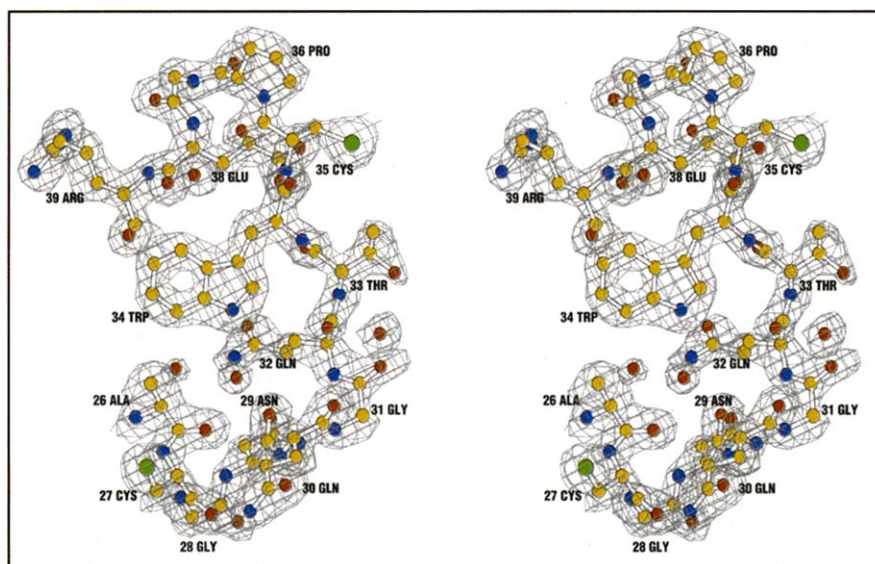 36 PRO
35 CYS
38 GLU
39 ARG
33 THR
34 TRP
32 GLN
26 ALA
29 ASN
31 GLY
30 GLN
27 CYS
28 GLY
36 PRO
35 CYS
38 GLU
39 ARG
33 THR
34 TRP
32 GLN
26 ALA
29 ASN
31 GLY
30 GLN
27 CYS
28 GLY